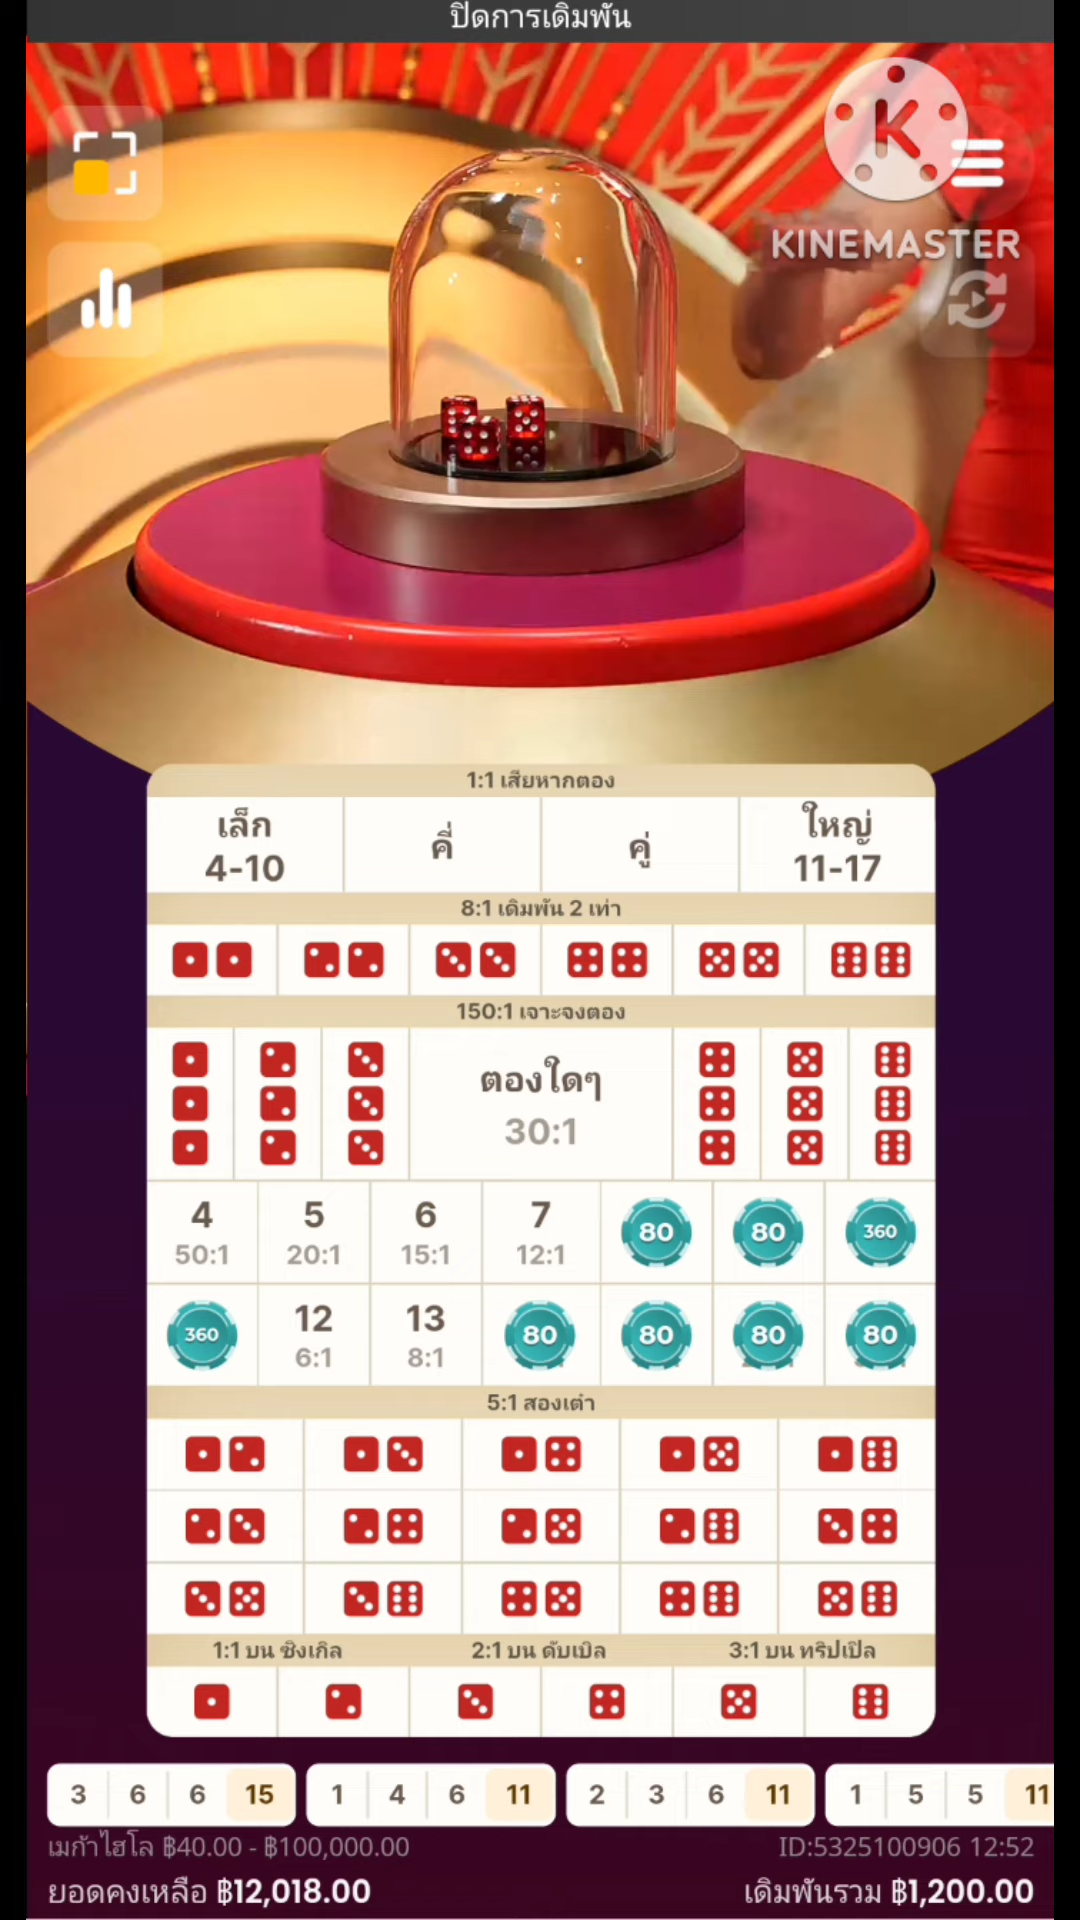 ปิดการเดิมพัน
K
KINEMASTER
1:1 เสียหากตอง
เล็ก 4-10 คี่ คู่ ใหญ่ 11-17
8:1 เดิมพัน 2 เท่า
150:1 เจาะจงตอง
ตองใดๆ
30:1
4 5 6 7 80 80 360
50:1 20:1 15:1 12:1
360 12 13 80 80 80 80
6:1 8:1
5:1 สองเต๋า
1:1 บน ซิงเกิล 2:1 บน ดับเบิล 3:1 บน ทริปเปิล
3 6 6 15 1 4 6 11 2 3 6 11 1 5 5 11
เมก้าไฮโล ฿40.00 - ฿100,000.00 ID:5325100906 12:52
ยอดคงเหลือ ฿12,018.00 เดิมพันรวม ฿1,200.00